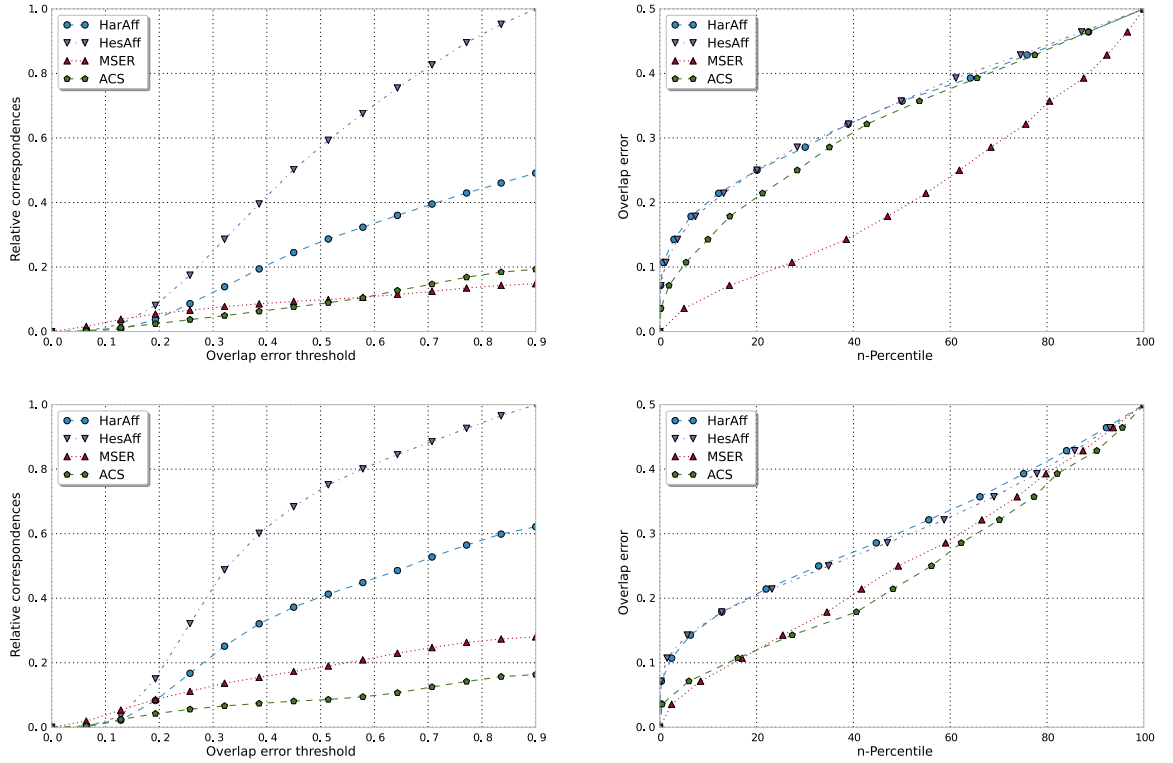 HarAff
HesAff
MSER
ACS
1. 0
0. 8
0. 6
0. 4
0. 2
0. 0
Relative correspondences
0. 0 0. 1 0. 2 0. 3 0. 4 0. 5 0. 6 0. 7 0. 8 0. 9
Overlap error threshold
HarAff
HesAff
MSER
ACS
0. 5
0. 4
0. 3
0. 2
0. 1
0. 0
Overlap error
0 20 40 60 80 100
n-Percentile
HarAff
HesAff
MSER
ACS
1. 0
0. 8
0. 6
0. 4
0. 2
0. 0
Relative correspondences
0. 0 0. 1 0. 2 0. 3 0. 4 0. 5 0. 6 0. 7 0. 8 0. 9
Overlap error threshold
HarAff
HesAff
MSER
ACS
0. 5
0. 4
0. 3
0. 2
0. 1
0. 0
Overlap error
0 20 40 60 80 100
n-Percentile